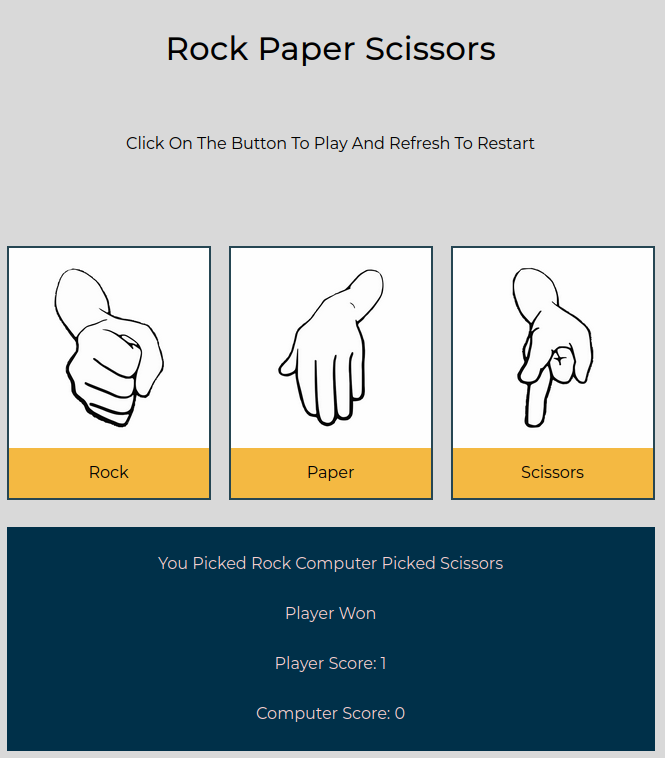 Rock Paper Scissors
Click On The Button To Play And Refresh To Restart
Rock
Paper
Scissors
You Picked Rock Computer Picked Scissors
Player Won
Player Score: 1
Computer Score: 0